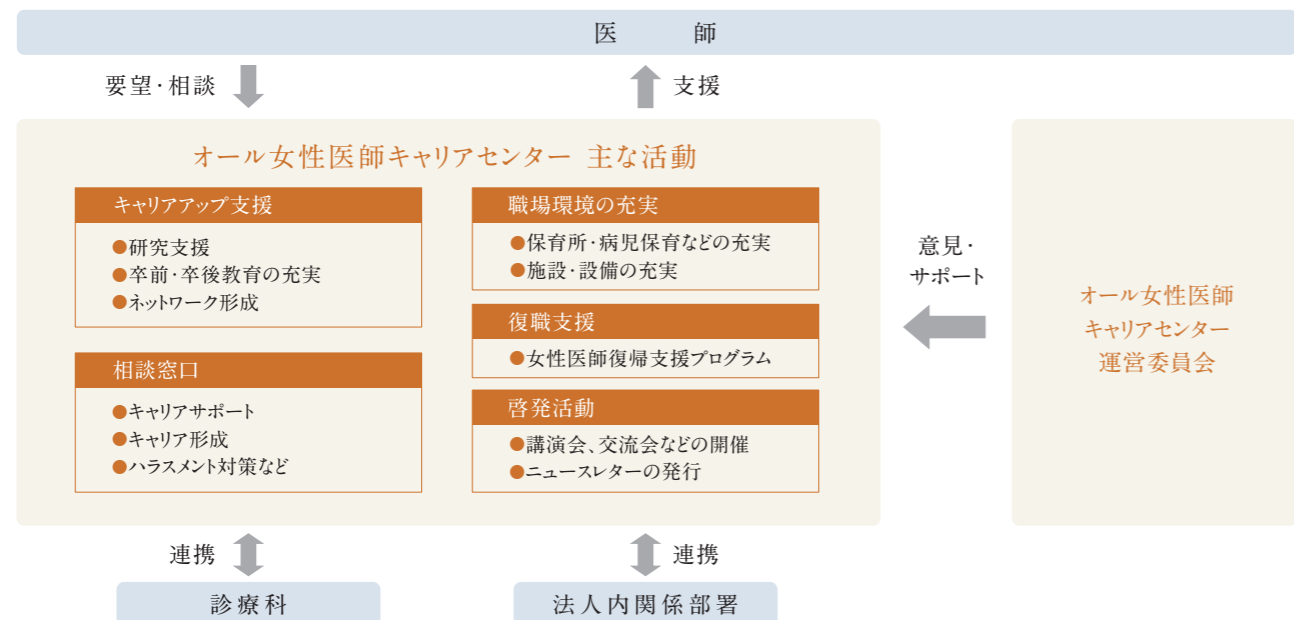 医　師
要望・相談
支援
オール女性医師キャリアセンター 主な活動
キャリアアップ支援
●研究支援
●卒前・卒後教育の充実
●ネットワーク形成
相談窓口
●キャリアサポート
●キャリア形成
●ハラスメント対策など
職場環境の充実
●保育所・病児保育などの充実
●施設・設備の充実
復職支援
●女性医師復帰支援プログラム
啓発活動
●講演会、交流会などの開催
●ニュースレターの発行
意見・
サポート
オール女性医師
キャリアセンター
運営委員会
連携
連携
診療科
法人内関係部署